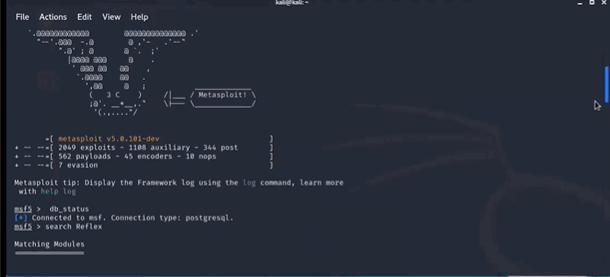 kali@kali: ~
File Actions Edit View Help
3 C
Metasploit!
=[ metasploit v5.0.101-dev ]
+ -- --=[ 2049 exploits - 1108 auxiliary - 344 post ]
+ -- --=[ 562 payloads - 45 encoders - 10 nops ]
+ -- --=[ 7 evasion ]
Metasploit tip: Display the Framework log using the log command, learn more
with help log
msf5 > db_status
[*] Connected to msf. Connection type: postgresql.
msf5 > search Reflex
Matching Modules